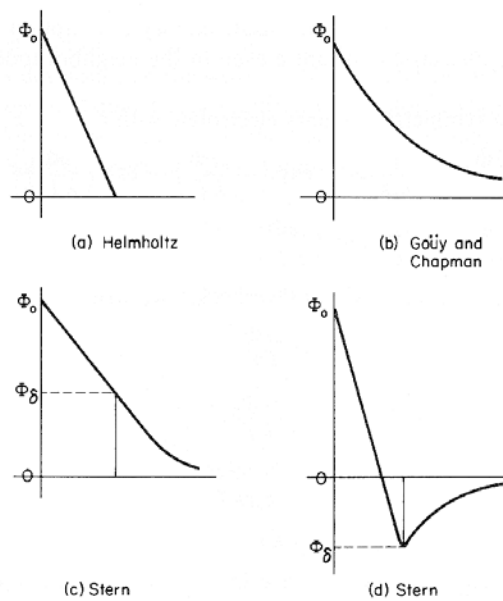 Φₒ
O
(a) Helmholtz
Φₒ
O
(b) Goüy and
Chapman
Φₒ
Φδ
O
(c) Stern
Φₒ
O
Φδ
(d) Stern